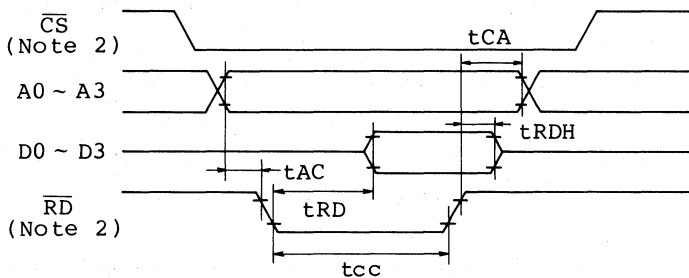 CS
(Note 2)
tCA
A0 ~ A3
tRDH
D0 ~ D3
tAC
tRD
RD
(Note 2)
tcc